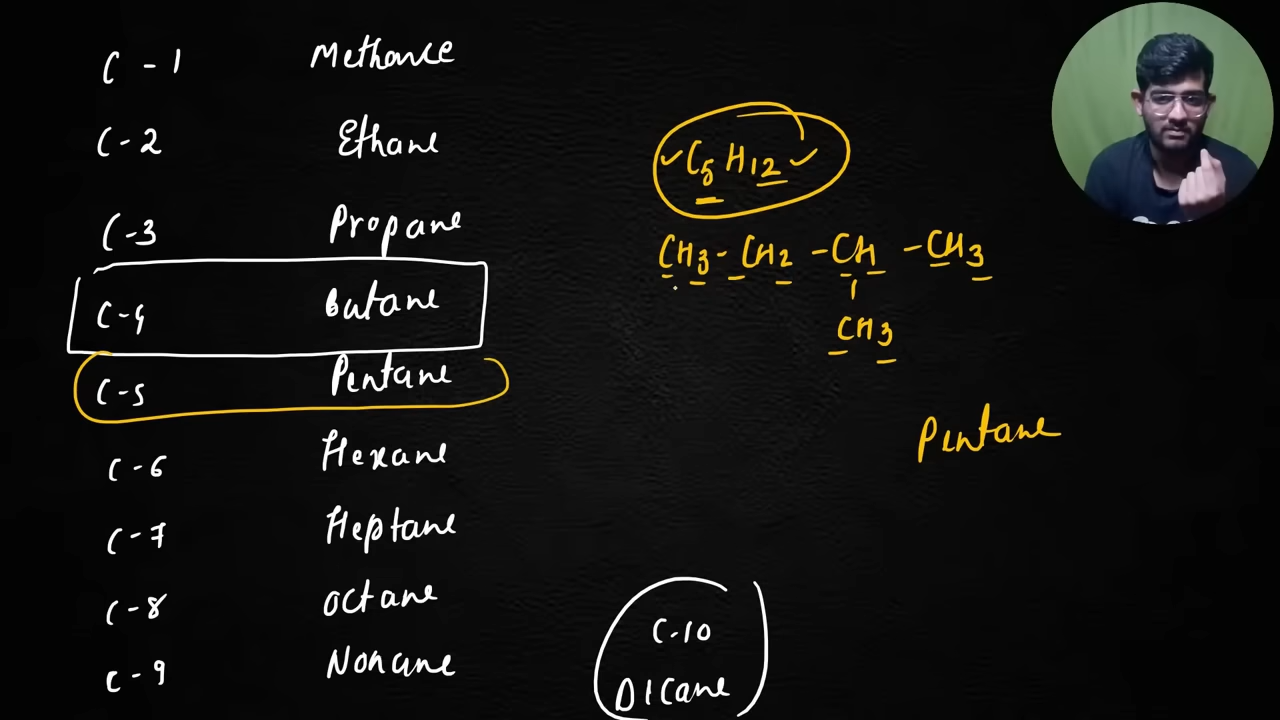 C - 1 Methane
C - 2 Ethane
C - 3 Propane
C - 4 Butane
C - 5 Pentane
C - 6 Hexane
C - 7 Heptane
C - 8 Octane
C - 9 Nonane
C5H12
CH3 - CH2 - CH - CH3
CH3
Pentane
C-10
Dicane